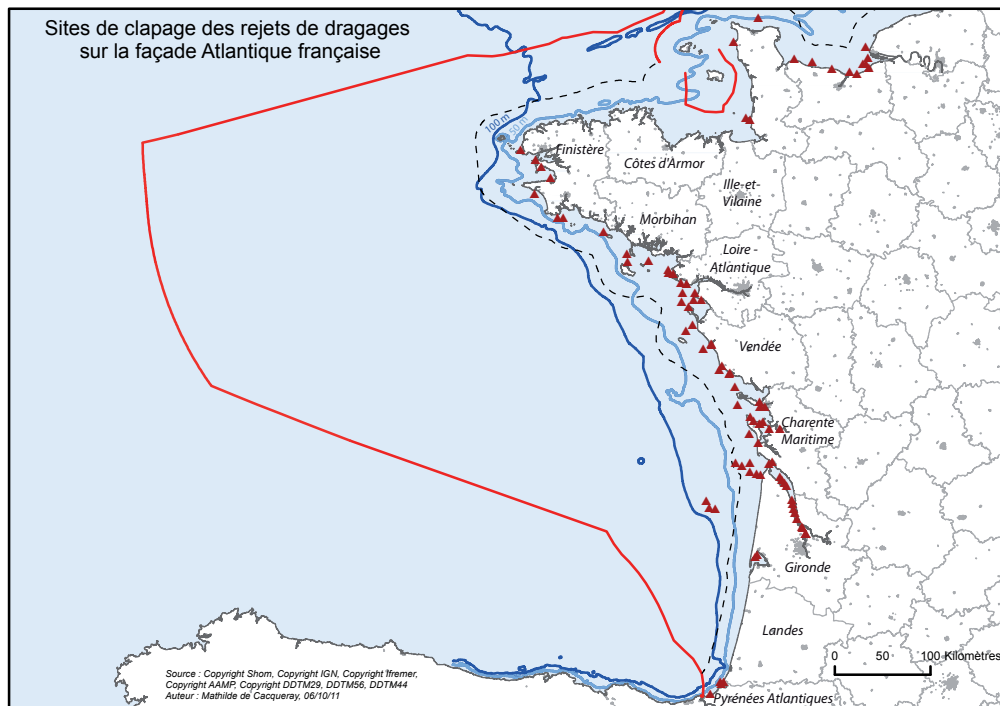 Sites de clapage des rejets de dragages
sur la façade Atlantique française
100 m
50 m
Finistère
Côtes d'Armor
Ille-et-
Vilaine
Morbihan
Loire -
Atlantique
Vendée
Charente
Maritime
Gironde
Landes
0 50 100 Kilomètres
Pyrénées Atlantiques
Source : Copyright Shom, Copyright IGN, Copyright Ifremer,
Copyright AAMP, Copyright DDTM29, DDTM56, DDTM44
Auteur : Mathilde de Cacqueray, 06/10/11